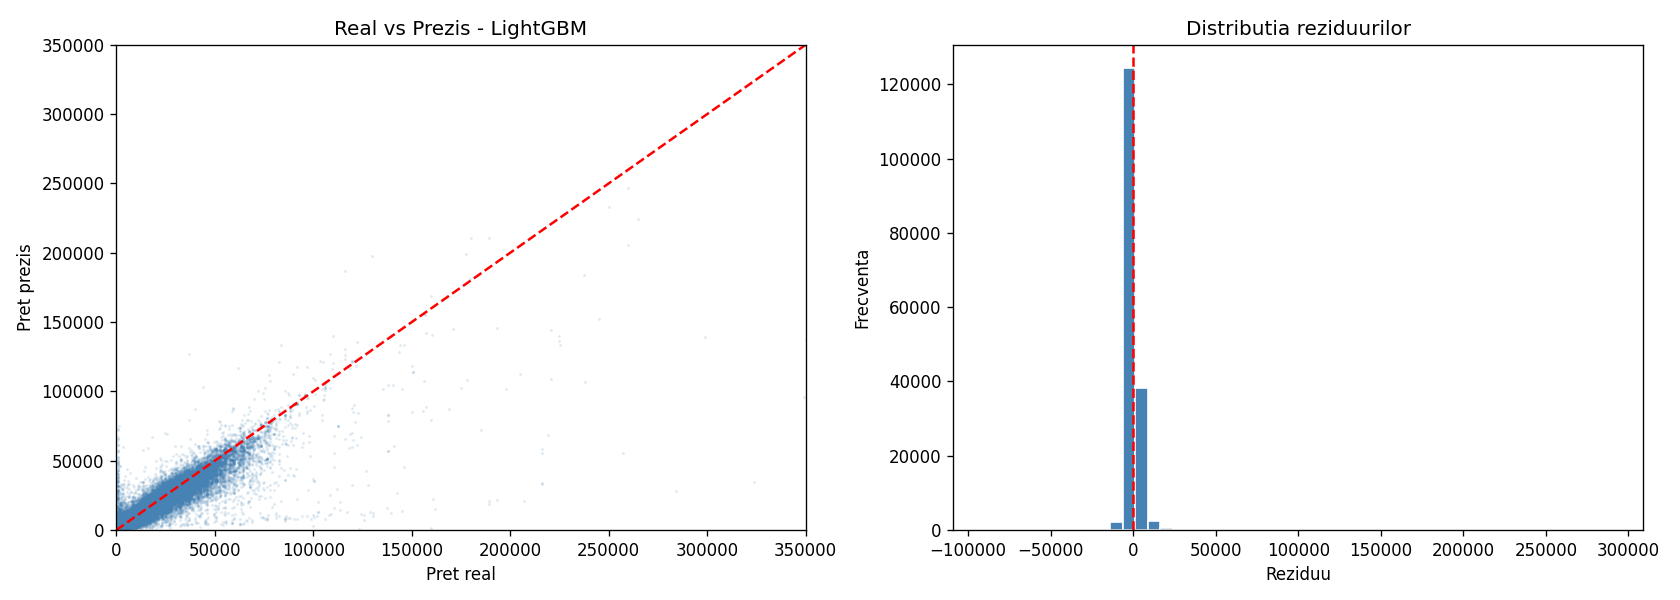 Real vs Prezis - LightGBM
350000
300000
250000
200000
150000
100000
50000
0
Pret prezis
0 50000 100000 150000 200000 250000 300000 350000
Pret real
Distributia reziduurilor
120000
100000
80000
60000
40000
20000
0
Frecventa
−100000 −50000 0 50000 100000 150000 200000 250000 300000
Reziduu